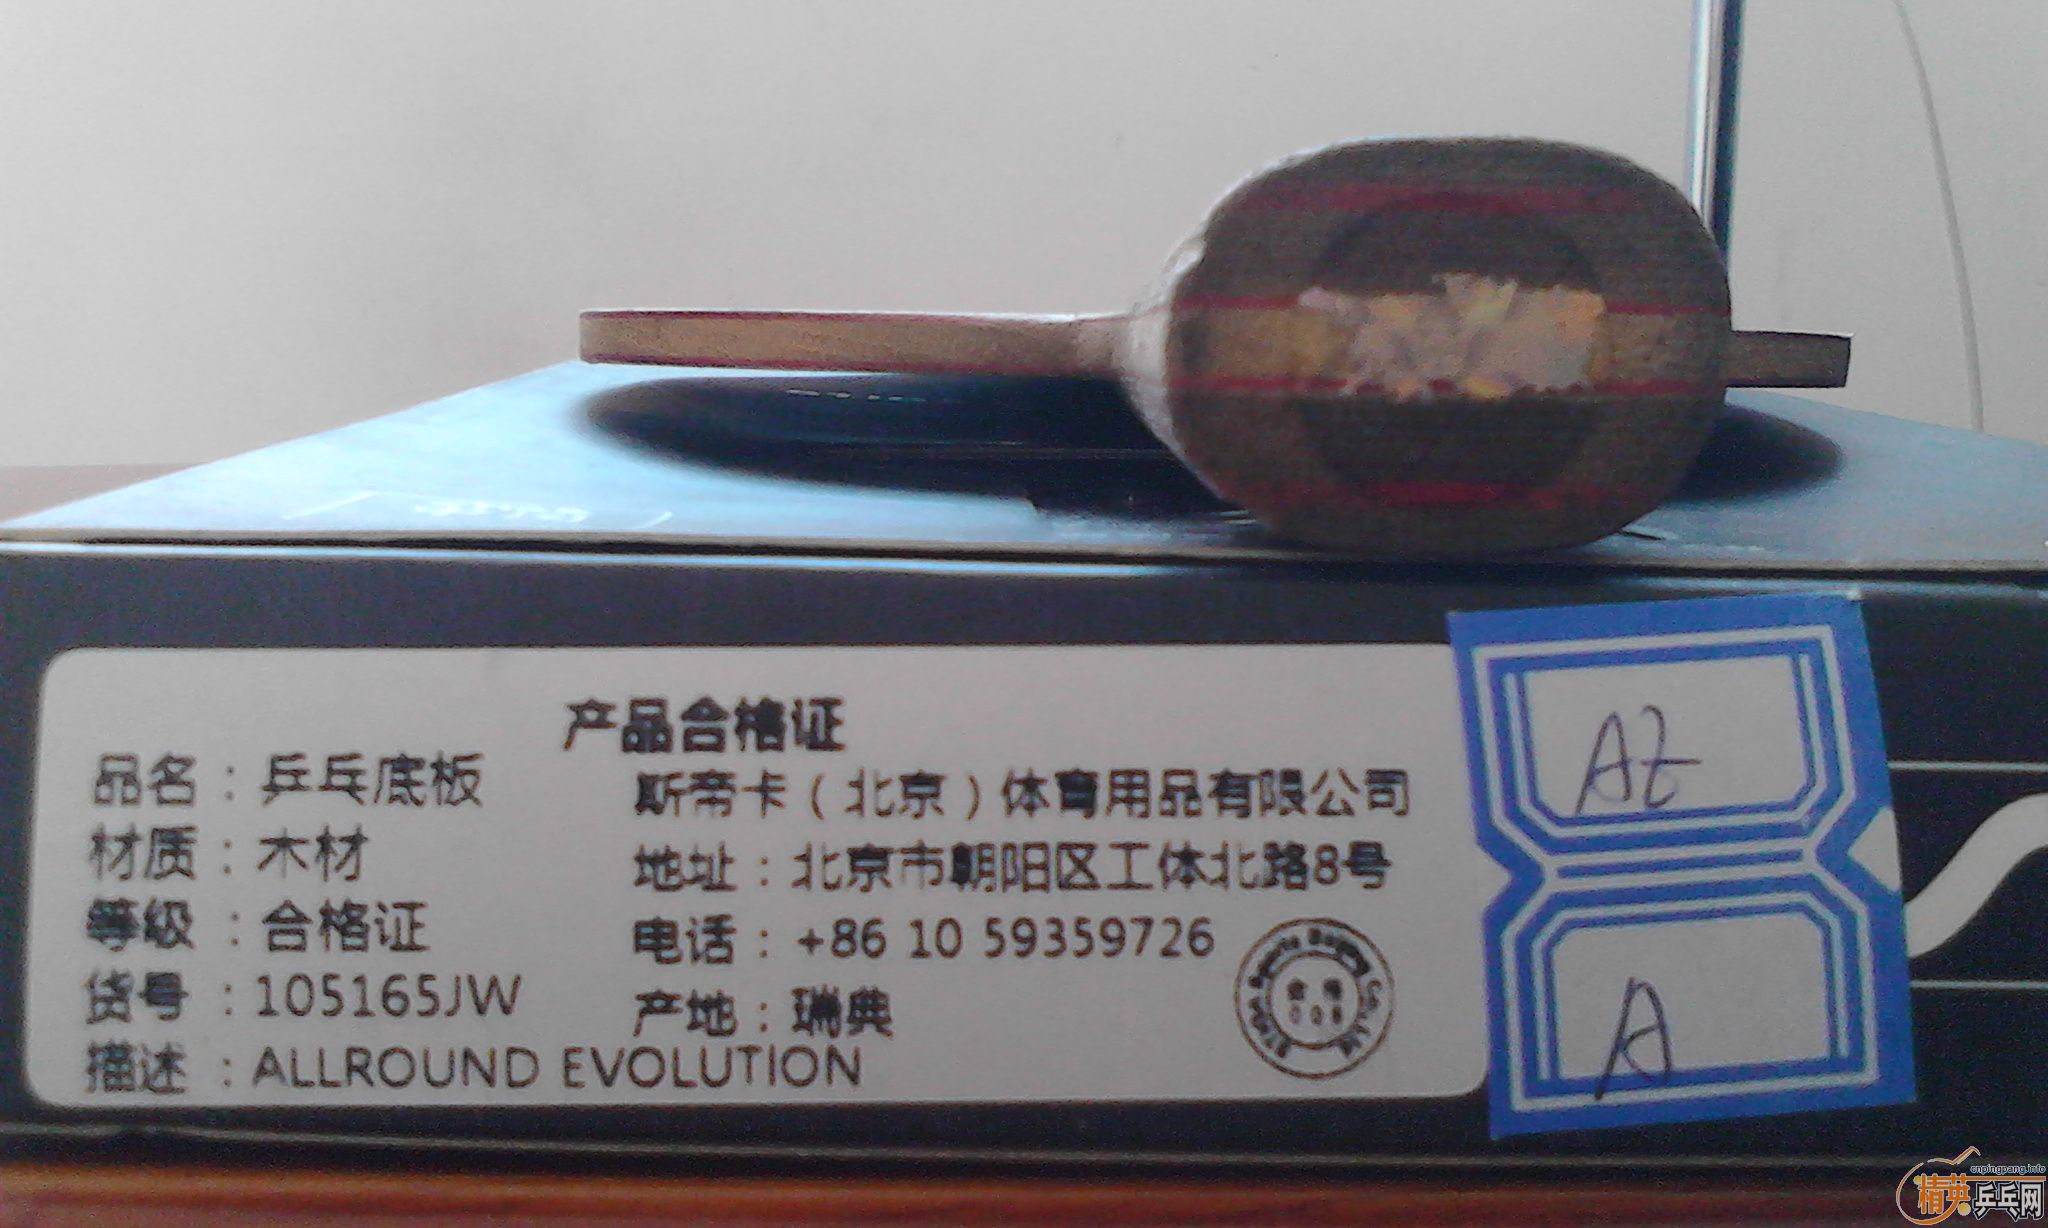 产品合格证
品名：乒乓底板
斯帝卡（北京）体育用品有限公司
材质：木材
地址：北京市朝阳区工体北路8号
等级：合格证
电话：+86 10 59359726
货号：105165JW
产地：瑞典
描述：ALLROUND EVOLUTION
A
cnpingpang.info
精英乒乓网